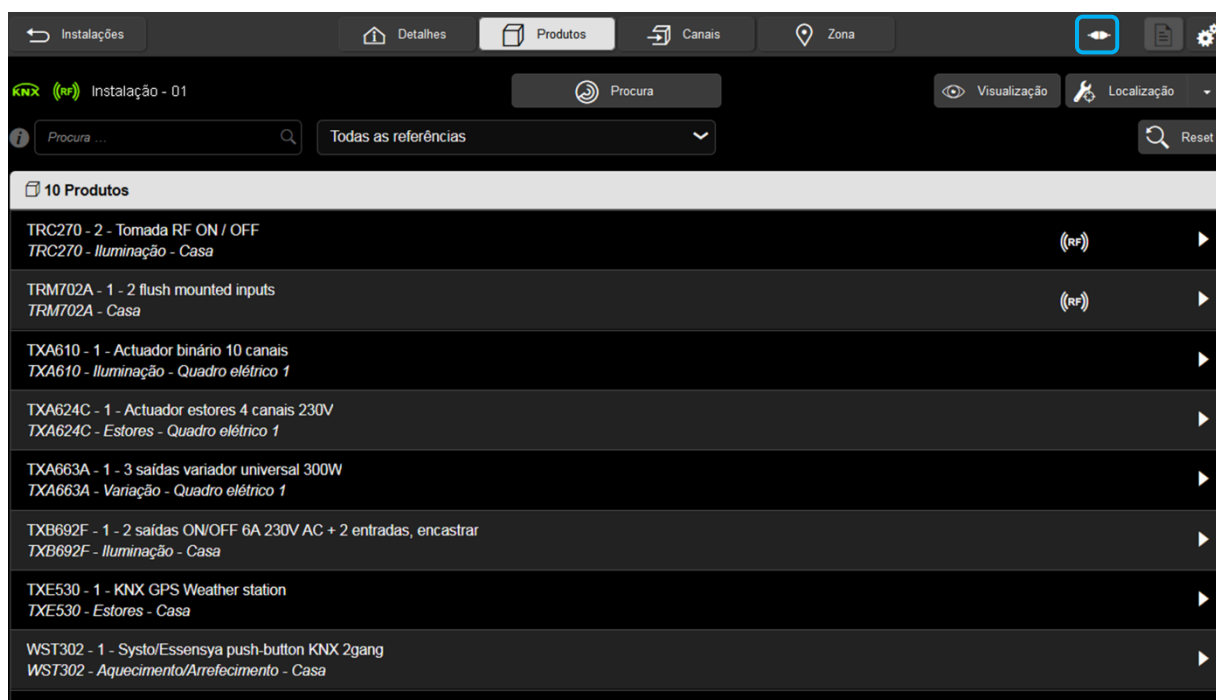 Instalações
Detalhes
Produtos
Canais
Zona
KNX ((RF)) Instalação - 01
Procura
Visualização
Localização
i
Procura ...
Todas as referências
Reset
10 Produtos
TRC270 - 2 - Tomada RF ON / OFF
TRC270 - Iluminação - Casa
((RF))
TRM702A - 1 - 2 flush mounted inputs
TRM702A - Casa
((RF))
TXA610 - 1 - Actuador binário 10 canais
TXA610 - Iluminação - Quadro elétrico 1
TXA624C - 1 - Actuador estores 4 canais 230V
TXA624C - Estores - Quadro elétrico 1
TXA663A - 1 - 3 saídas variador universal 300W
TXA663A - Variação - Quadro elétrico 1
TXB692F - 1 - 2 saídas ON/OFF 6A 230V AC + 2 entradas, encastrar
TXB692F - Iluminação - Casa
TXE530 - 1 - KNX GPS Weather station
TXE530 - Estores - Casa
WST302 - 1 - Systo/Essensya push-button KNX 2gang
WST302 - Aquecimento/Arrefecimento - Casa